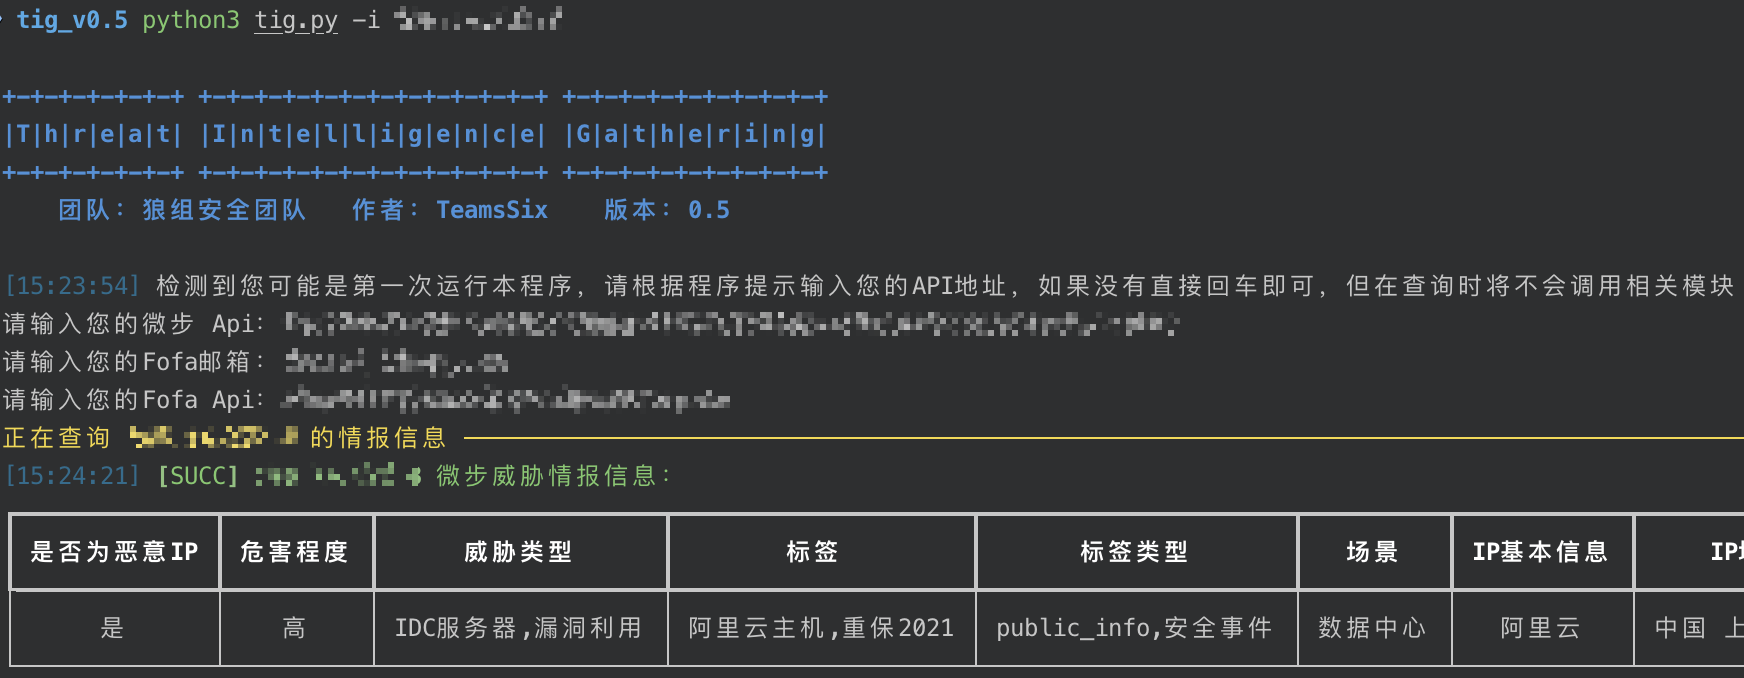 tig_v0.5 python3 tig.py -i
+-+-+-+-+-+-+ +-+-+-+-+-+-+-+-+-+-+-+-+ +-+-+-+-+-+-+-+-+-+
|T|h|r|e|a|t| |I|n|t|e|l|l|i|g|e|n|c|e| |G|a|t|h|e|r|i|n|g|
+-+-+-+-+-+-+ +-+-+-+-+-+-+-+-+-+-+-+-+ +-+-+-+-+-+-+-+-+-+
团队：狼组安全团队 作者：TeamsSix 版本：0.5
[15:23:54] 检测到您可能是第一次运行本程序，请根据程序提示输入您的API地址，如果没有直接回车即可，但在查询时将不会调用相关模块
请输入您的微步 Api：
请输入您的Fofa邮箱：
请输入您的Fofa Api：
正在查询 的情报信息
[15:24:21] [SUCC] 微步威胁情报信息：
是否为恶意IP 危害程度 威胁类型 标签 标签类型 场景 IP基本信息 IP
是 高 IDC服务器,漏洞利用 阿里云主机,重保2021 public_info,安全事件 数据中心 阿里云 中国 上